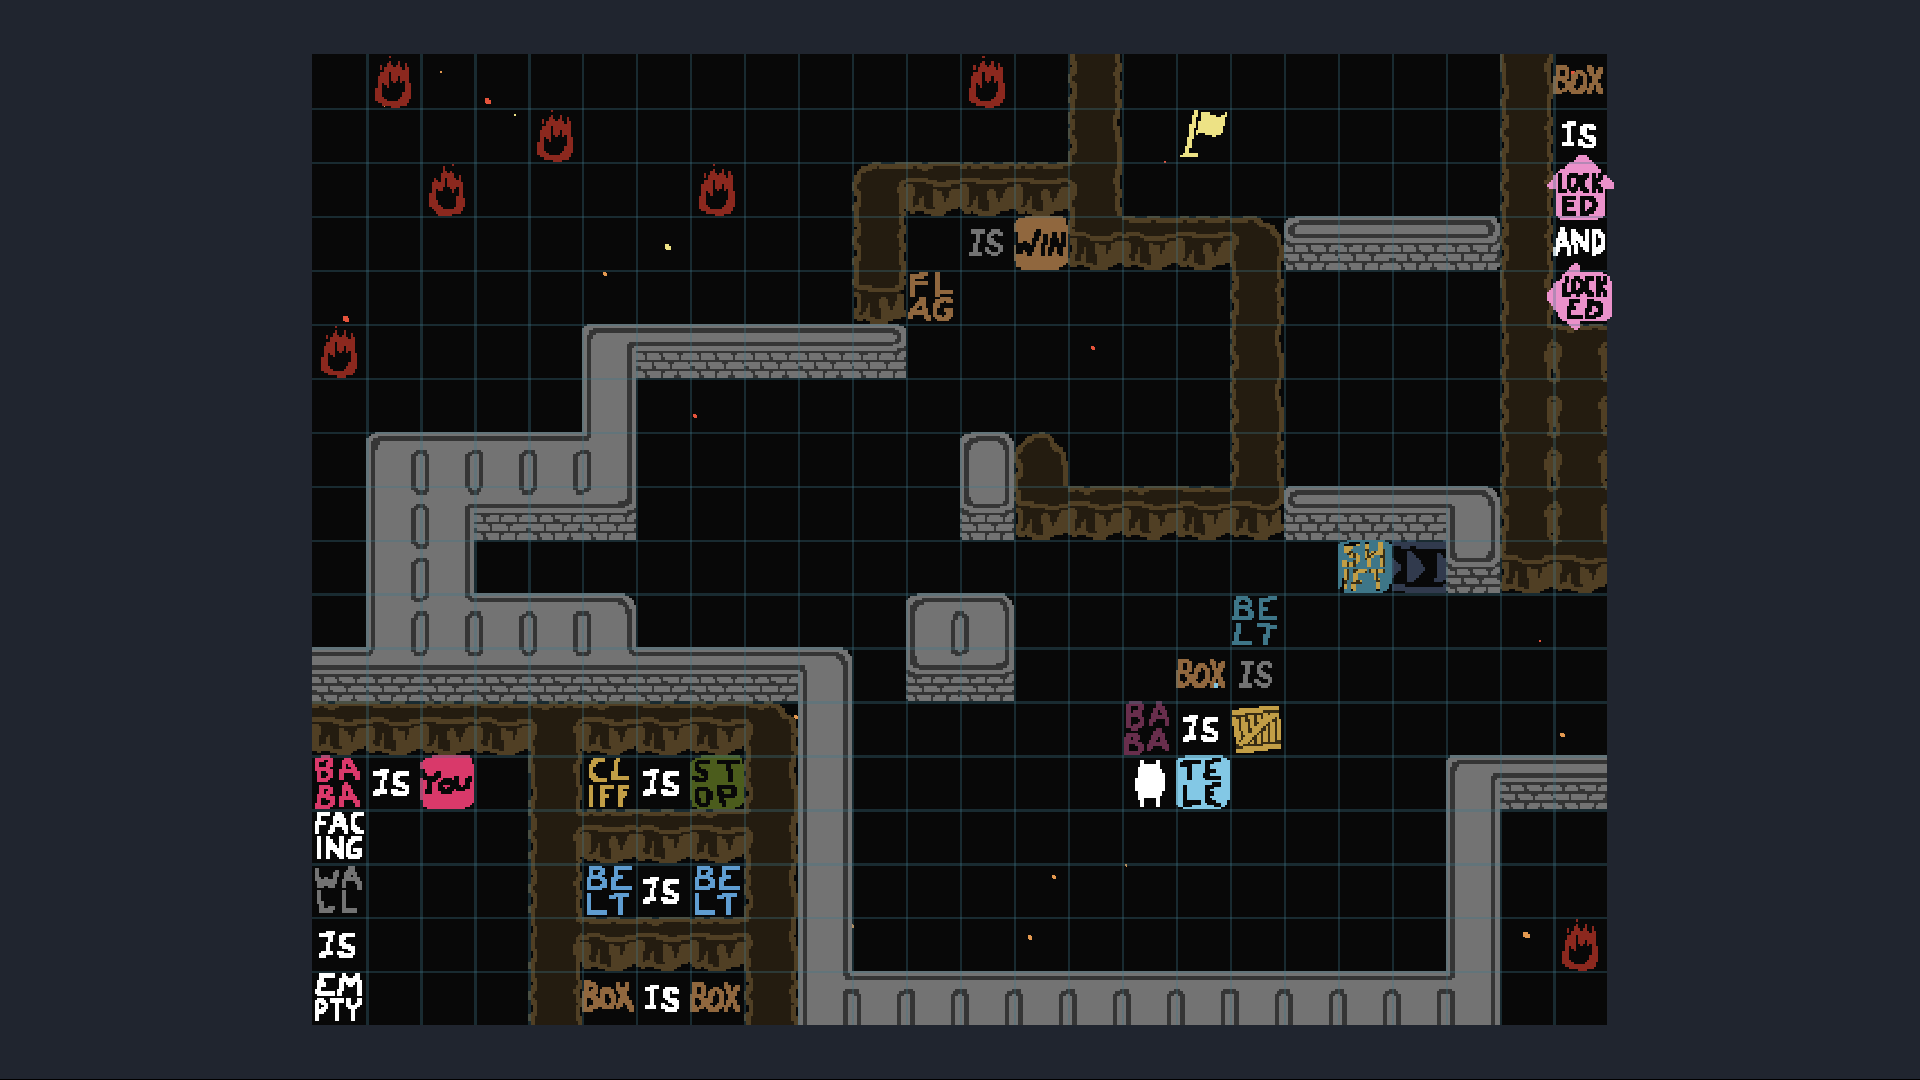 BOX
IS
LOCKED
IS WIN
AND
FLAG
LOCKED
SHIFT
BELT
BOX IS
BABA IS
BABA IS YOU
CLIFF IS STOP
TELE
FACING
WALL
BELT IS BELT
IS
EMPTY
BOX IS BOX